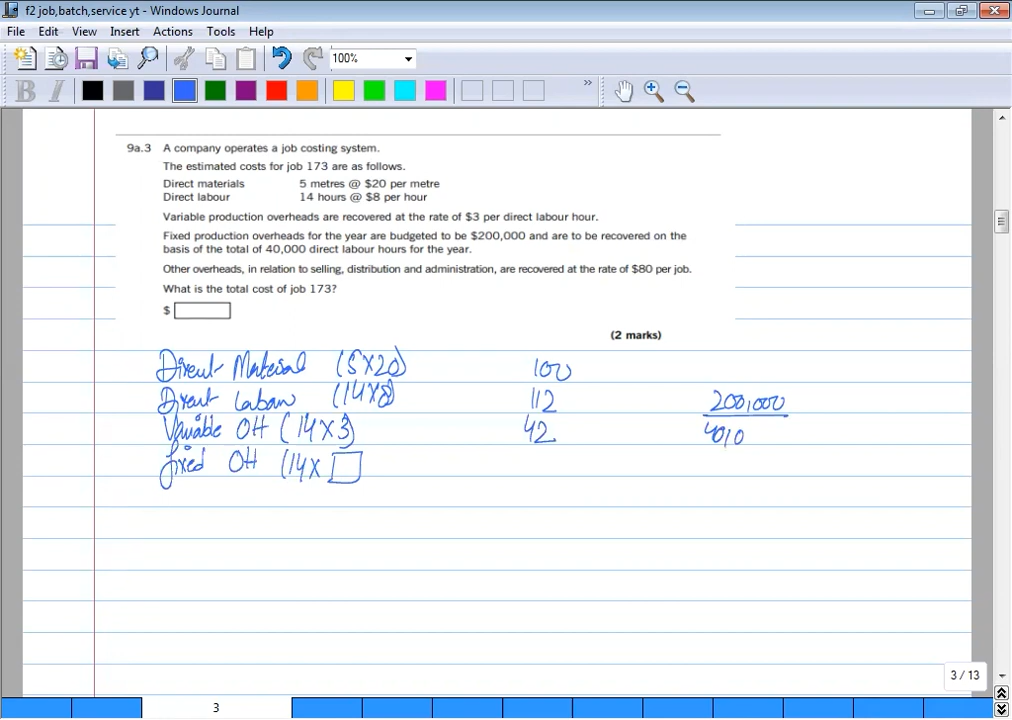 f2 job,batch,service yt - Windows Journal
File Edit View Insert Actions Tools Help
100%
B I
9a.3 A company operates a job costing system.
The estimated costs for job 173 are as follows.
Direct materials 5 metres @ $20 per metre
Direct labour 14 hours @ $8 per hour
Variable production overheads are recovered at the rate of $3 per direct labour hour.
Fixed production overheads for the year are budgeted to be $200,000 and are to be recovered on the
basis of the total of 40,000 direct labour hours for the year.
Other overheads, in relation to selling, distribution and administration, are recovered at the rate of $80 per job.
What is the total cost of job 173?
$
(2 marks)
Direct Material (5X20) 100
Direct Labour (14X8) 112 200,000
Variable OH (14 X 3) 42 40,0
fixed OH (14 X
3 / 13
3